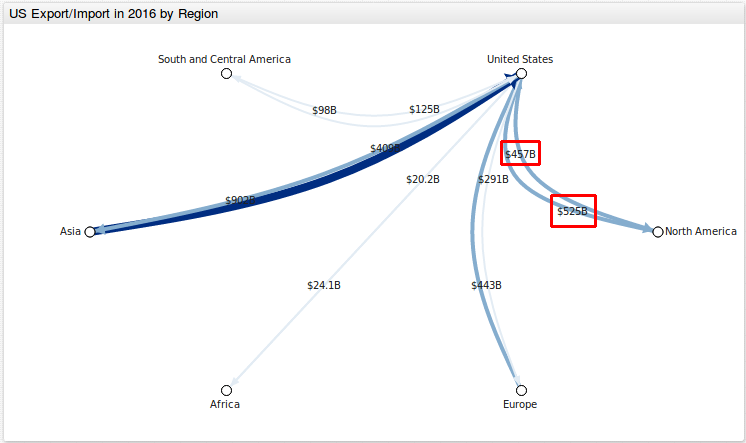 US Export/Import in 2016 by Region
South and Central America
United States
$98B
$125B
$409B
$457B
$20.2B
$291B
$902B
$525B
Asia
North America
$24.1B
$443B
Africa
Europe